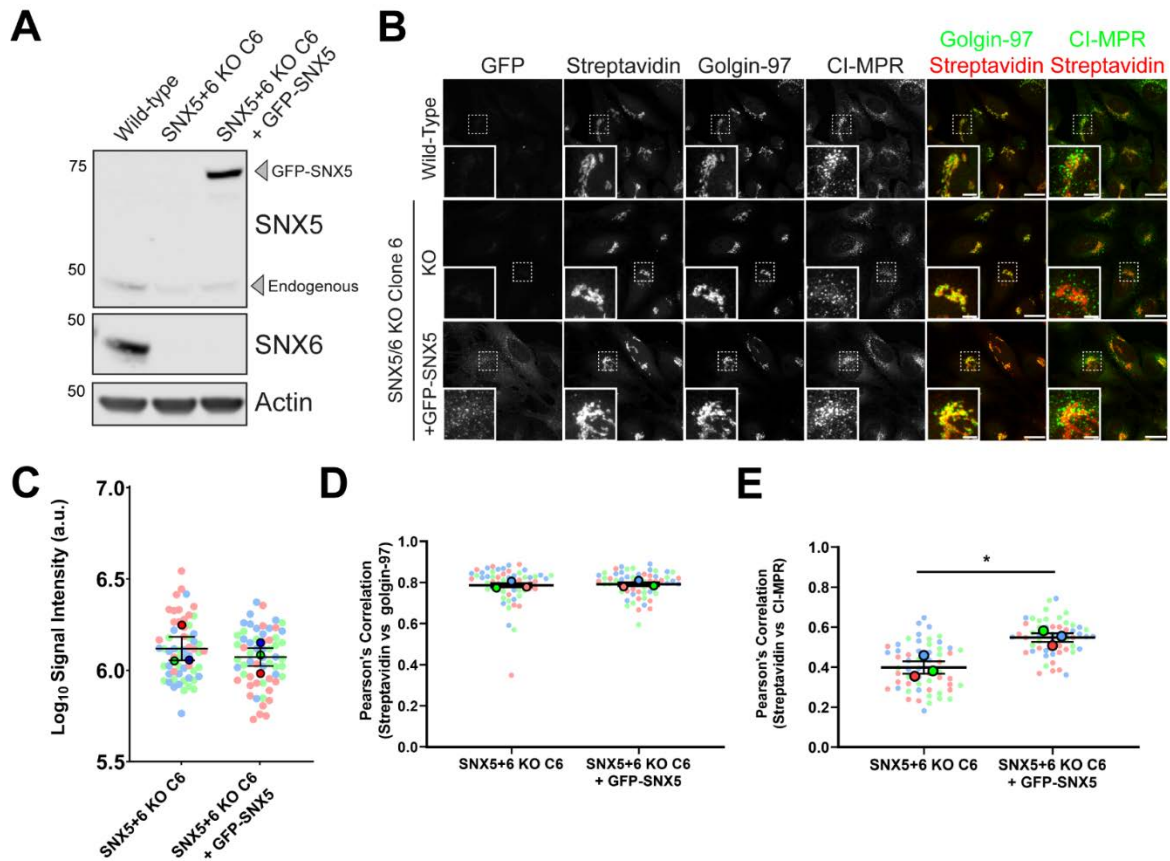 A
Wild-type
SNX5+6 KO C6
SNX5+6 KO C6
+ GFP-SNX5
75
GFP-SNX5
SNX5
50
Endogenous
50
SNX6
50
Actin
B
Golgin-97
CI-MPR
GFP
Streptavidin
Golgin-97
CI-MPR
Streptavidin
Streptavidin
Wild-Type
SNX5/6 KO Clone 6
KO
+GFP-SNX5
C
Log₁₀ Signal Intensity (a.u.)
7.0
6.5
6.0
5.5
SNX5+6 KO C6
SNX5+6 KO C6
+ GFP-SNX5
D
Pearson's Correlation
(Streptavidin vs golgin-97)
1.0
0.8
0.6
0.4
0.2
0.0
SNX5+6 KO C6
SNX5+6 KO C6
+ GFP-SNX5
E
Pearson's Correlation
(Streptavidin vs CI-MPR)
1.0
0.8
0.6
0.4
0.2
0.0
*
SNX5+6 KO C6
SNX5+6 KO C6
+ GFP-SNX5